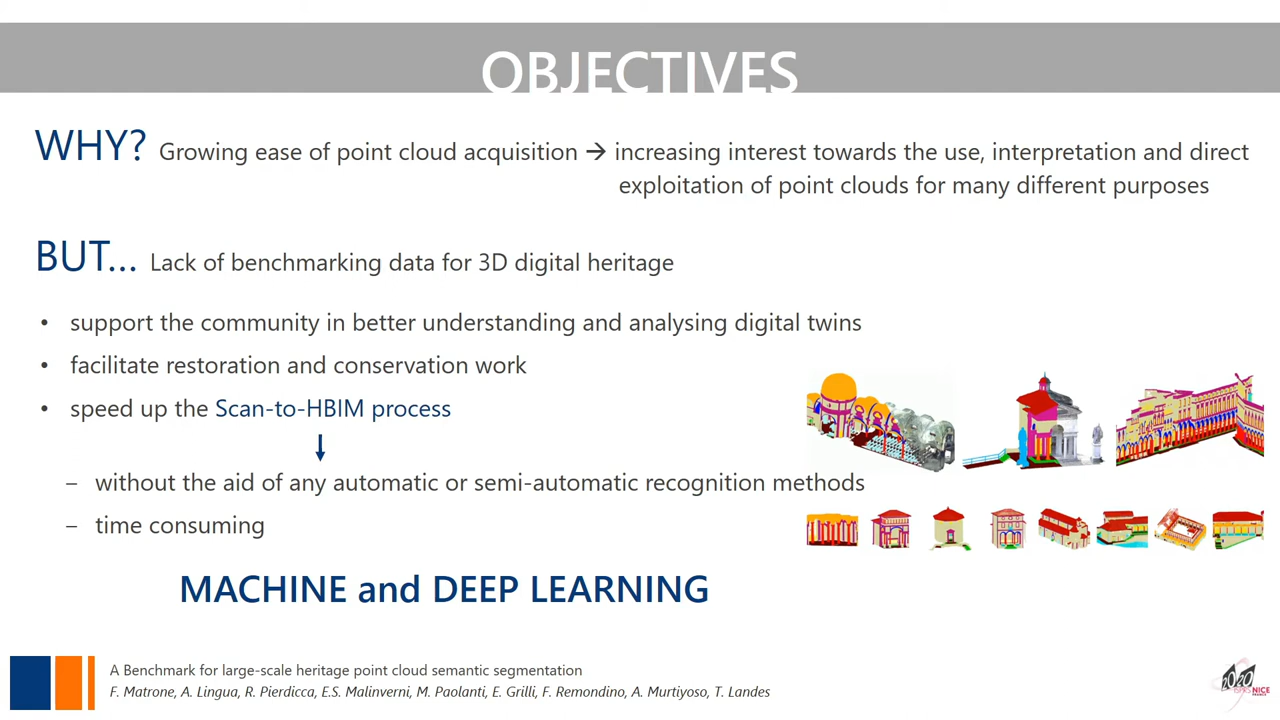 OBJECTIVES
WHY? Growing ease of point cloud acquisition → increasing interest towards the use, interpretation and direct
exploitation of point clouds for many different purposes
BUT... Lack of benchmarking data for 3D digital heritage
• support the community in better understanding and analysing digital twins
• facilitate restoration and conservation work
• speed up the Scan-to-HBIM process
– without the aid of any automatic or semi-automatic recognition methods
– time consuming
MACHINE and DEEP LEARNING
A Benchmark for large-scale heritage point cloud semantic segmentation
F. Matrone, A. Lingua, R. Pierdicca, E.S. Malinverni, M. Paolanti, E. Grilli, F. Remondino, A. Murtiyoso, T. Landes
2020
ISPRS NICE
FRANCE